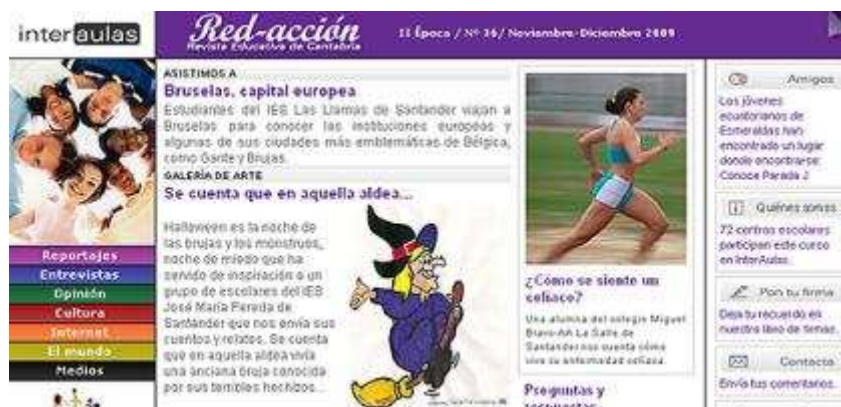 interaulas
Red-acción
Revista Educativa de Cantabria
II Época / Nº 36/ Noviembre-Diciembre 2009
Reportajes
Entrevistas
Opinión
Cultura
Internet
El mundo
Medios
ASISTIMOS A
Bruselas, capital europea
Estudiantes del IES Las Llamas de Santander viajan a
Bruselas para conocer las instituciones europeas y
algunas de sus ciudades más emblemáticas de Bélgica,
como Gante y Brujas.
GALERÍA DE ARTE
Se cuenta que en aquella aldea...
Halloween es la noche de
las brujas y los monstruos,
noche de miedo que ha
servido de inspiración a un
grupo de escolares del IES
José María Pereda de
Santander que nos envía sus
cuentos y relatos. Se cuenta
que en aquella aldea vivía
una anciana bruja conocida
por sus terribles hechizos...
¿Cómo se siente un
celiaco?
Una alumna del colegio Miguel
Bravo-AA La Salle de
Santander nos cuenta cómo
vive su enfermedad celiaca.
Preguntas y
respuestas
Amigos
Los jóvenes
ecuatorianos de
Esmeraldas han
encontrado un lugar
donde encontrarse:
Conoce Parada J
Quiénes somos
72 centros escolares
participan este curso
en InterAulas.
Pon tu firma
Deja tu recuerdo en
nuestro libro de firmas.
Contacta
Envía tus comentarios.